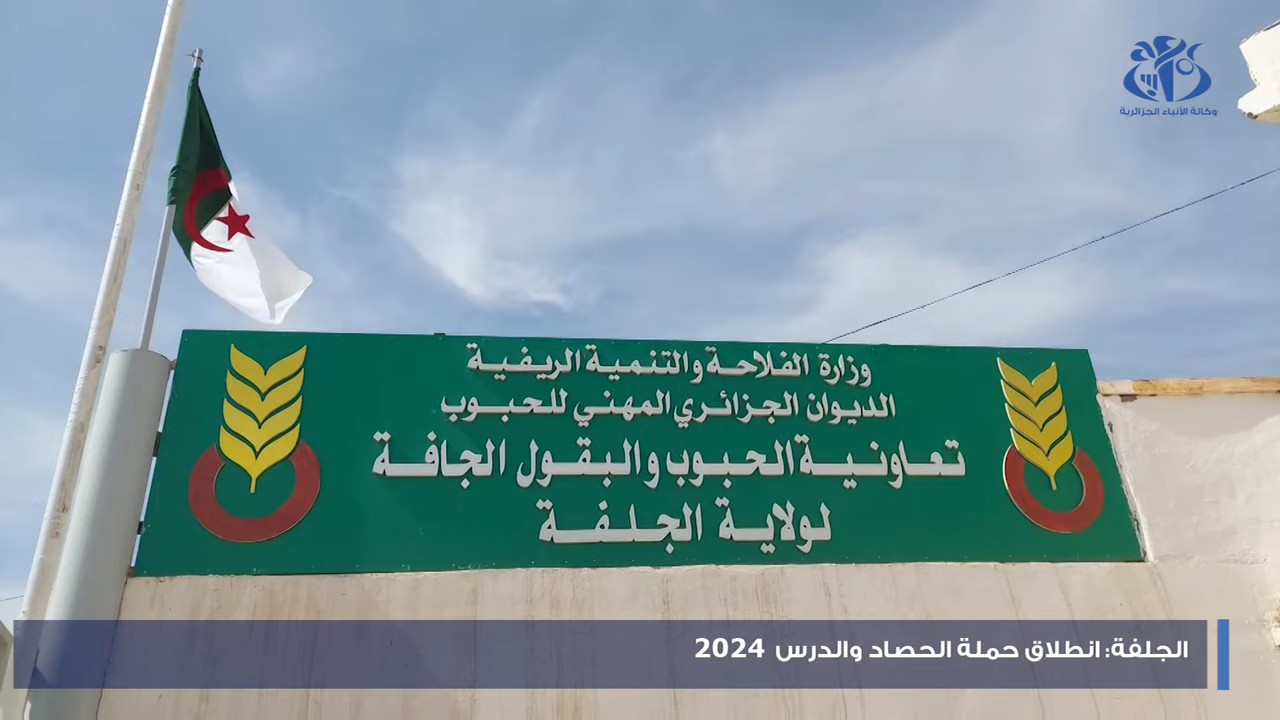 وكالة الأنباء الجزائرية
وزارة الفلاحة والتنمية الريفية
الديوان الجزائري المهني للحبوب
تعاونية الحبوب والبقول الجافة
لولاية الجلفة
الجلفة: انطلاق حملة الحصاد والدرس 2024